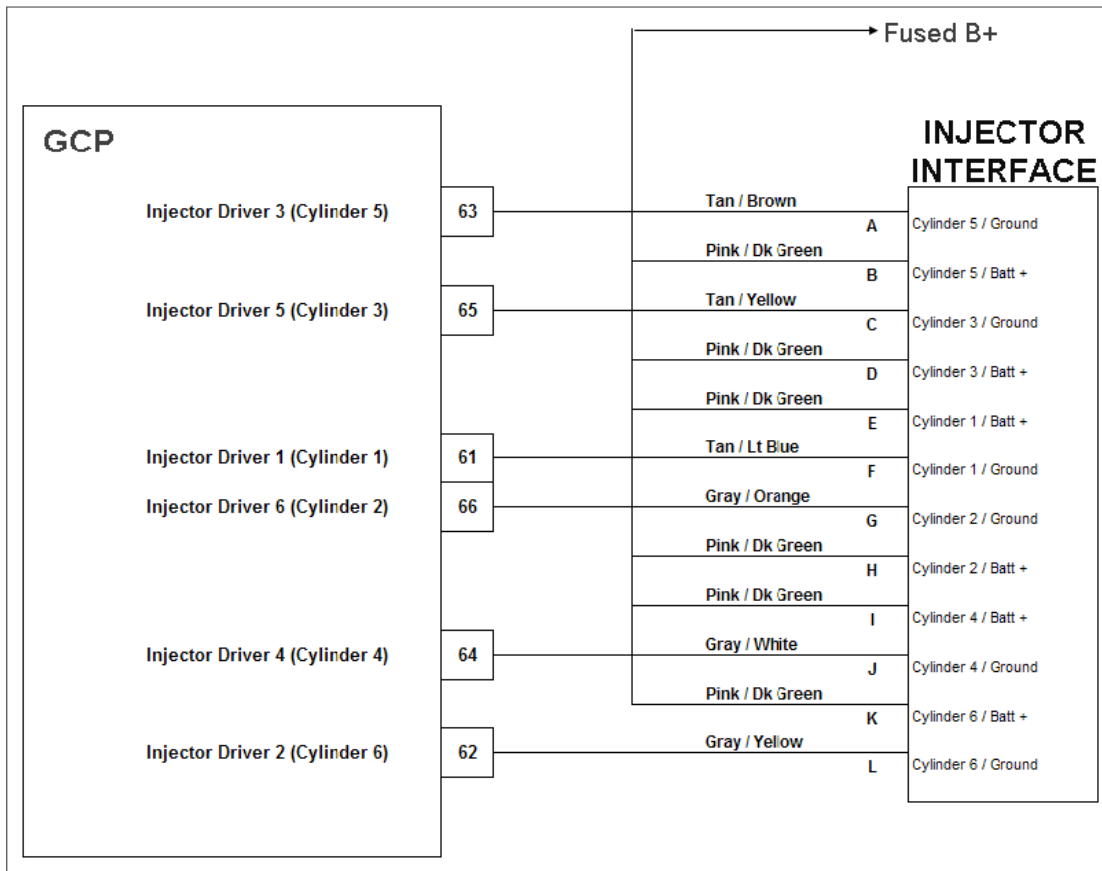 Fused B+
GCP
INJECTOR
INTERFACE
Injector Driver 3 (Cylinder 5) 63 Tan / Brown
A Cylinder 5 / Ground
Pink / Dk Green
B Cylinder 5 / Batt +
Injector Driver 5 (Cylinder 3) 65 Tan / Yellow
C Cylinder 3 / Ground
Pink / Dk Green
D Cylinder 3 / Batt +
Pink / Dk Green
E Cylinder 1 / Batt +
Injector Driver 1 (Cylinder 1) 61 Tan / Lt Blue
F Cylinder 1 / Ground
Injector Driver 6 (Cylinder 2) 66 Gray / Orange
G Cylinder 2 / Ground
Pink / Dk Green
H Cylinder 2 / Batt +
Pink / Dk Green
I Cylinder 4 / Batt +
Injector Driver 4 (Cylinder 4) 64 Gray / White
J Cylinder 4 / Ground
Pink / Dk Green
K Cylinder 6 / Batt +
Injector Driver 2 (Cylinder 6) 62 Gray / Yellow
L Cylinder 6 / Ground